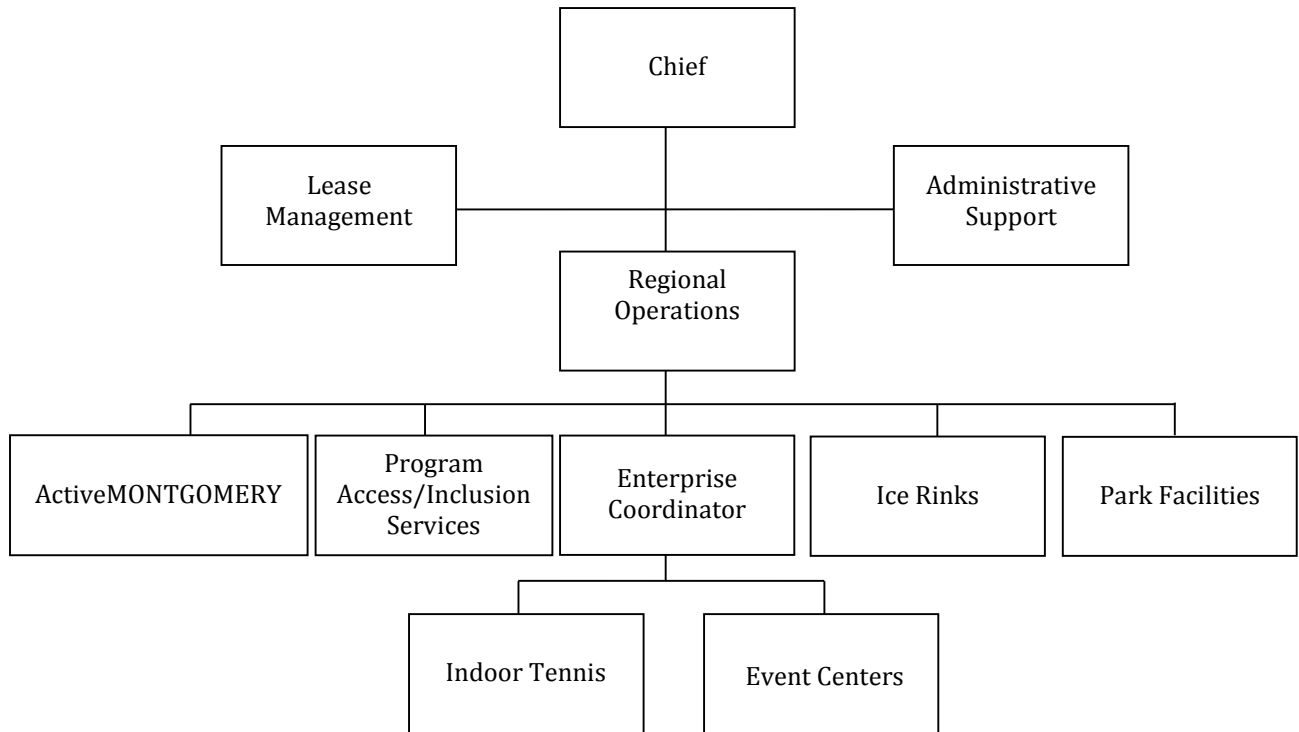 Chief
Lease
Management
Administrative
Support
Regional
Operations
ActiveMONTGOMERY
Program
Access/Inclusion
Services
Enterprise
Coordinator
Ice Rinks
Park Facilities
Indoor Tennis
Event Centers